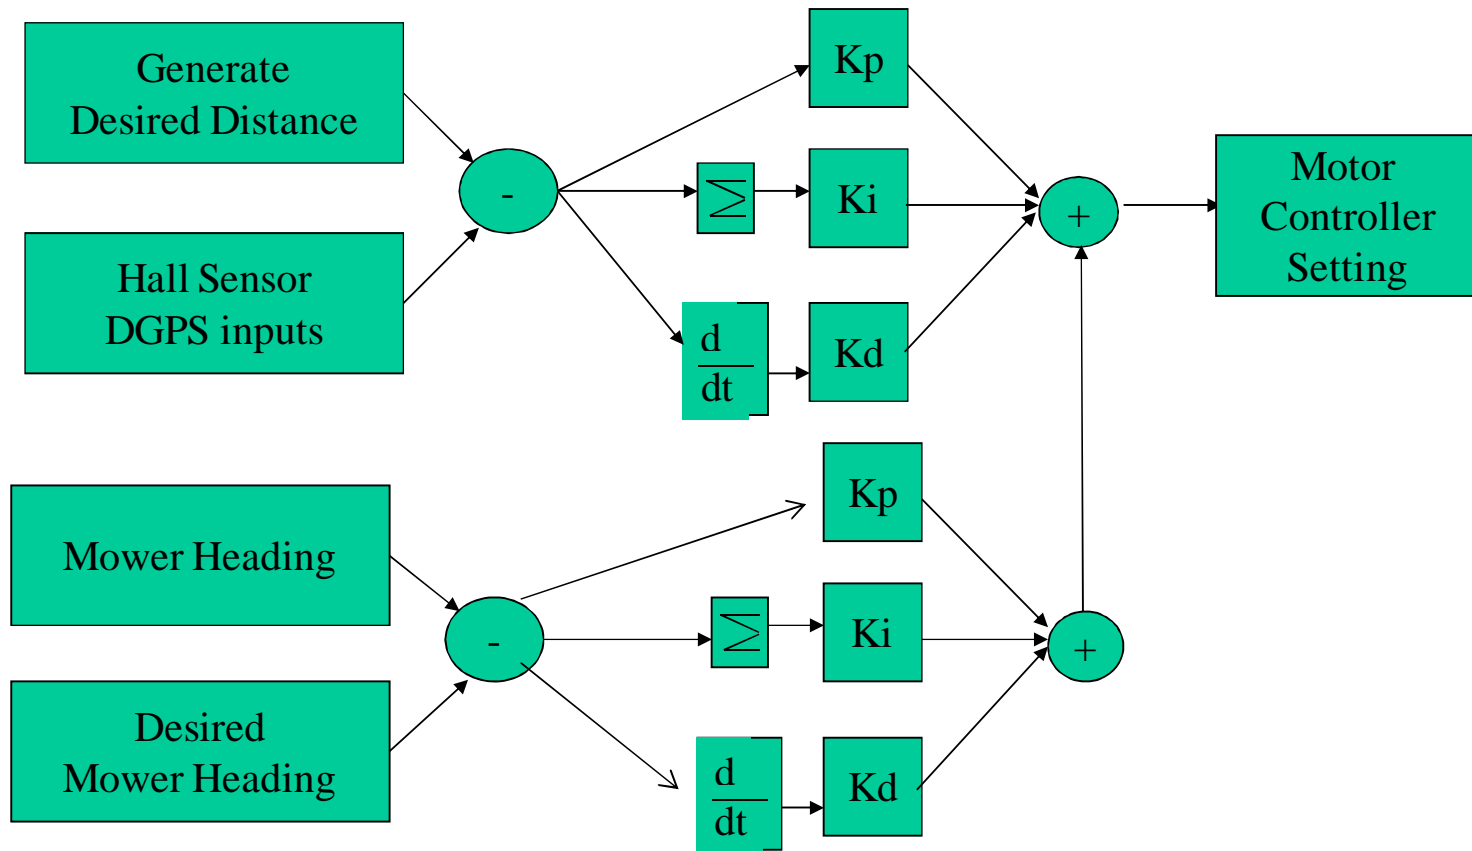 Generate
Desired Distance
Hall Sensor
DGPS inputs
-
Kp
∑
Ki
d
dt
Kd
+
Motor
Controller
Setting
Mower Heading
Desired
Mower Heading
-
Kp
∑
Ki
d
dt
Kd
+